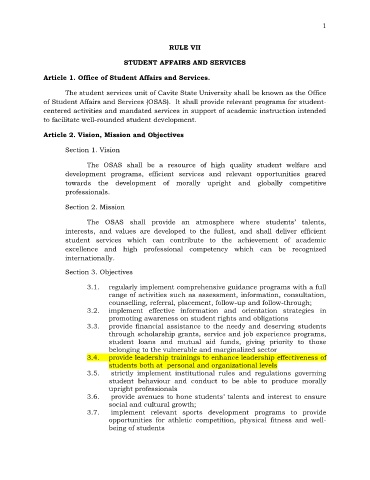 1
RULE VII
STUDENT AFFAIRS AND SERVICES
Article 1. Office of Student Affairs and Services.
The student services unit of Cavite State University shall be known as the Office
of Student Affairs and Services (OSAS). It shall provide relevant programs for student-
centered activities and mandated services in support of academic instruction intended
to facilitate well-rounded student development.
Article 2. Vision, Mission and Objectives
Section 1. Vision
The OSAS shall be a resource of high quality student welfare and
development programs, efficient services and relevant opportunities geared
towards the development of morally upright and globally competitive
professionals.
Section 2. Mission
The OSAS shall provide an atmosphere where students' talents,
interests, and values are developed to the fullest, and shall deliver efficient
student services which can contribute to the achievement of academic
excellence and high professional competency which can be recognized
internationally.
Section 3. Objectives
3.1. regularly implement comprehensive guidance programs with a full
range of activities such as assessment, information, consultation,
counselling, referral, placement, follow-up and follow-through;
3.2. implement effective information and orientation strategies in
promoting awareness on student rights and obligations
3.3. provide financial assistance to the needy and deserving students
through scholarship grants, service and job experience programs,
student loans and mutual aid funds, giving priority to those
belonging to the vulnerable and marginalized sector
3.4. provide leadership trainings to enhance leadership effectiveness of
students both at personal and organizational levels
3.5. strictly implement institutional rules and regulations governing
student behaviour and conduct to be able to produce morally
upright professionals
3.6. provide avenues to hone students' talents and interest to ensure
social and cultural growth;
3.7. implement relevant sports development programs to provide
opportunities for athletic competition, physical fitness and well-
being of students